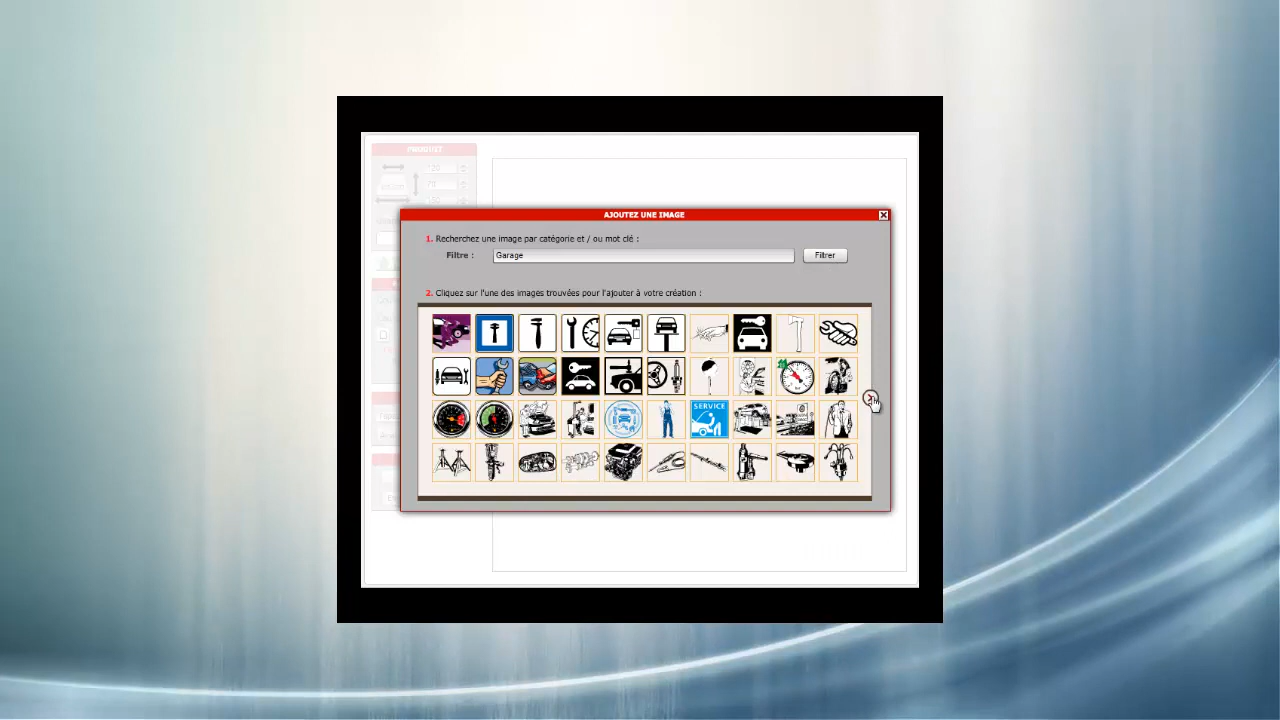 PRODUIT
AJOUTEZ UNE IMAGE
1. Recherchez une image par catégorie et / ou mot clé :
Filtre : Garage Filtrer
2. Cliquez sur l'une des images trouvées pour l'ajouter à votre création :
SERVICE